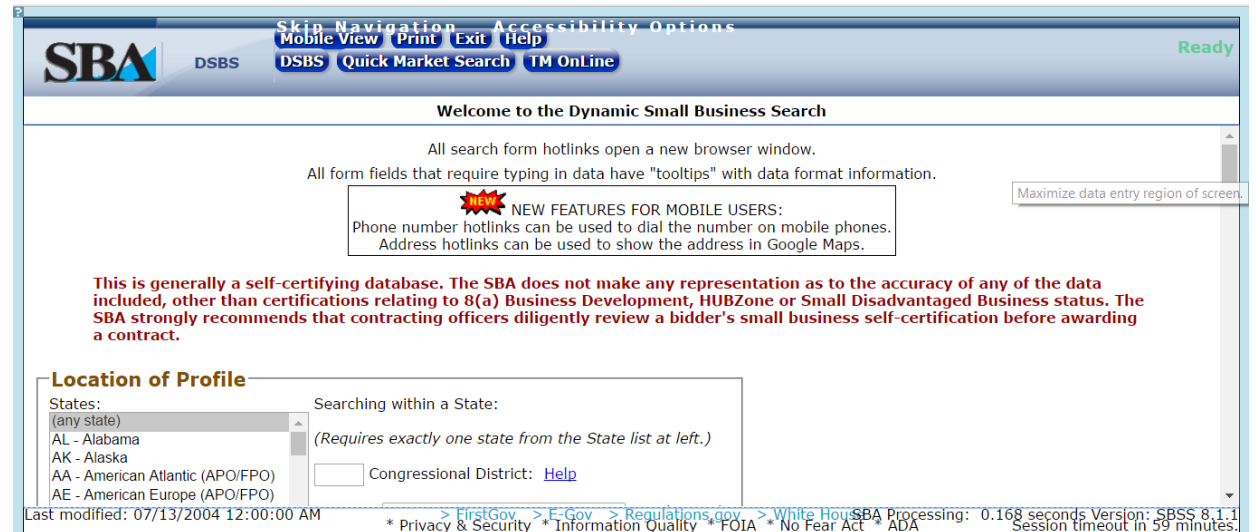 ?
Skip Navigation Accessibility Options
Mobile View Print Exit Help
SBA DSBS DSBS Quick Market Search TM OnLine Ready
Welcome to the Dynamic Small Business Search
All search form hotlinks open a new browser window.
All form fields that require typing in data have "tooltips" with data format information.
Maximize data entry region of screen.
NEW NEW FEATURES FOR MOBILE USERS:
Phone number hotlinks can be used to dial the number on mobile phones.
Address hotlinks can be used to show the address in Google Maps.
This is generally a self-certifying database. The SBA does not make any representation as to the accuracy of any of the data
included, other than certifications relating to 8(a) Business Development, HUBZone or Small Disadvantaged Business status. The
SBA strongly recommends that contracting officers diligently review a bidder's small business self-certification before awarding
a contract.
Location of Profile
States:
(any state)
AL - Alabama
AK - Alaska
AA - American Atlantic (APO/FPO)
AE - American Europe (APO/FPO)
Searching within a State:
(Requires exactly one state from the State list at left.)
Congressional District: Help
Last modified: 07/13/2004 12:00:00 AM
> FirstGov > E-Gov > Regulations.gov > White House
* Privacy & Security * Information Quality * FOIA * No Fear Act * ADA
SBA Processing: 0.168 seconds Version: SBSS 8.1.1
Session timeout in 59 minutes.